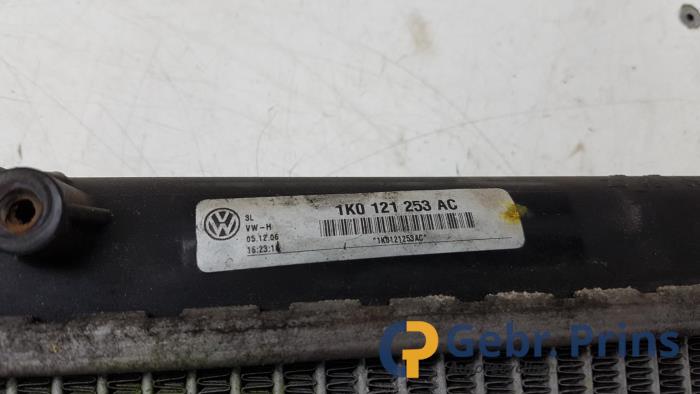 3L
VW-H
05.12.06
16:23:1
1K0 121 253 AC
*1K0121253AC*
Gebr. Prins